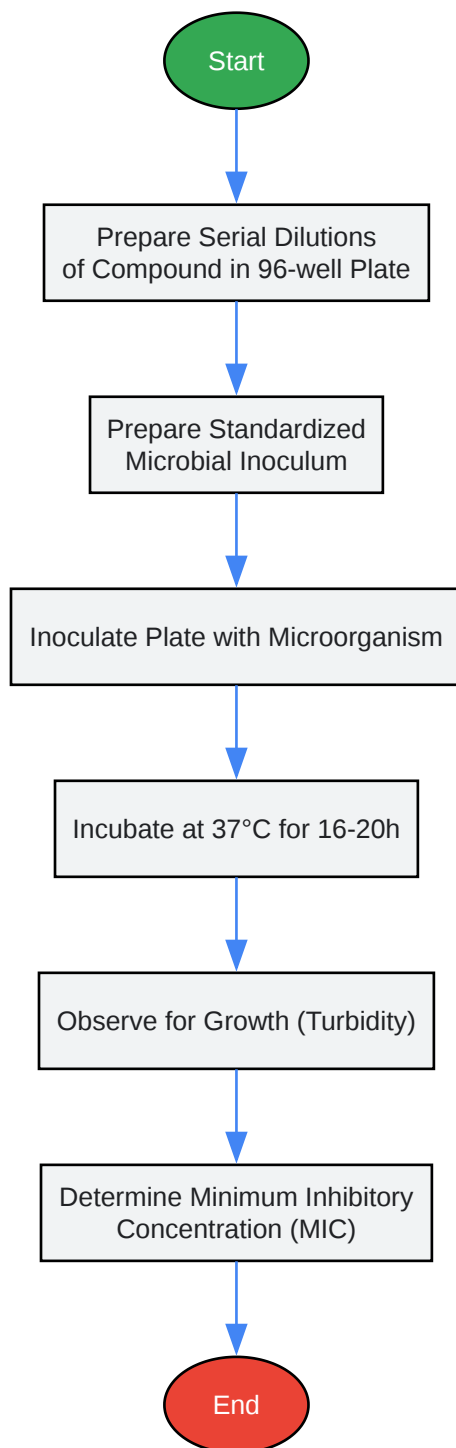 Start
Prepare Serial Dilutions
of Compound in 96-well Plate
Prepare Standardized
Microbial Inoculum
Inoculate Plate with Microorganism
Incubate at 37°C for 16-20h
Observe for Growth (Turbidity)
Determine Minimum Inhibitory
Concentration (MIC)
End